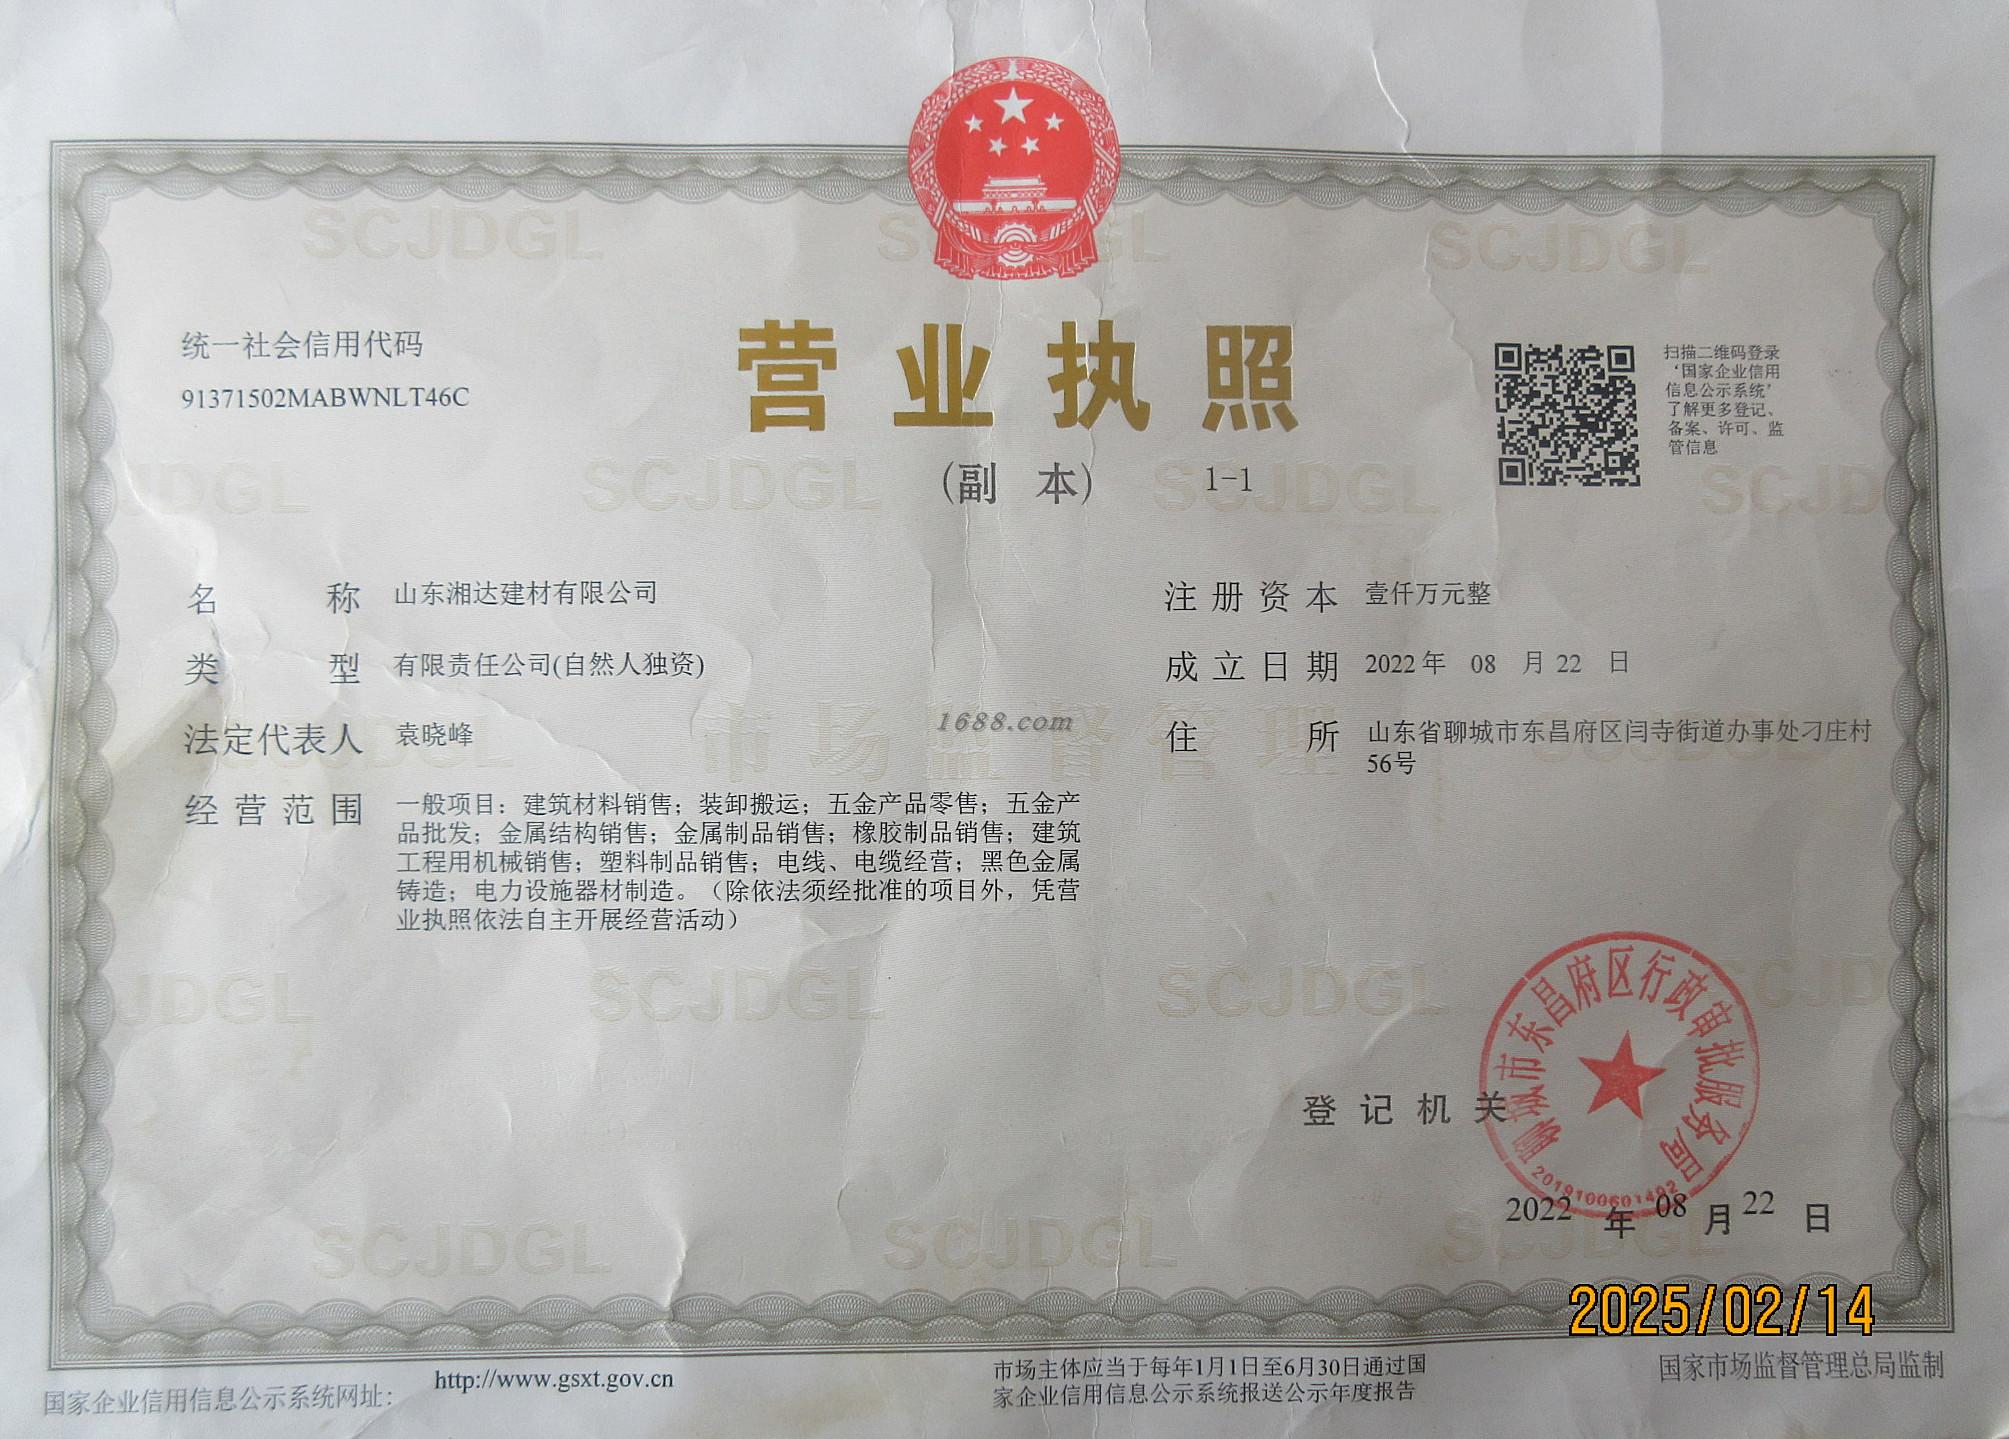 统一社会信用代码
91371502MABWNLT46C
营业执照
(副 本) 1-1
扫描二维码登录
‘国家企业信用
信息公示系统’
了解更多登记、
备案、许可、监
管信息
名 称 山东湘达建材有限公司
类 型 有限责任公司(自然人独资)
法定代表人 袁晓峰
经营范围 一般项目：建筑材料销售；装卸搬运；五金产品零售；五金产
品批发；金属结构销售；金属制品销售；橡胶制品销售；建筑
工程用机械销售；塑料制品销售；电线、电缆经营；黑色金属
铸造；电力设施器材制造。（除依法须经批准的项目外，凭营
业执照依法自主开展经营活动）
注册资本 壹仟万元整
成立日期 2022年 08 月 22 日
住 所 山东省聊城市东昌府区闫寺街道办事处刁庄村
56号
1688.com
市场监督管理
SCJDGL
登记机关
聊城市东昌府区行政审批服务局
2022 年 08 月 22 日
2025/02/14
国家企业信用信息公示系统网址：
http://www.gsxt.gov.cn
市场主体应当于每年1月1日至6月30日通过国
家企业信用信息公示系统报送公示年度报告
国家市场监督管理总局监制